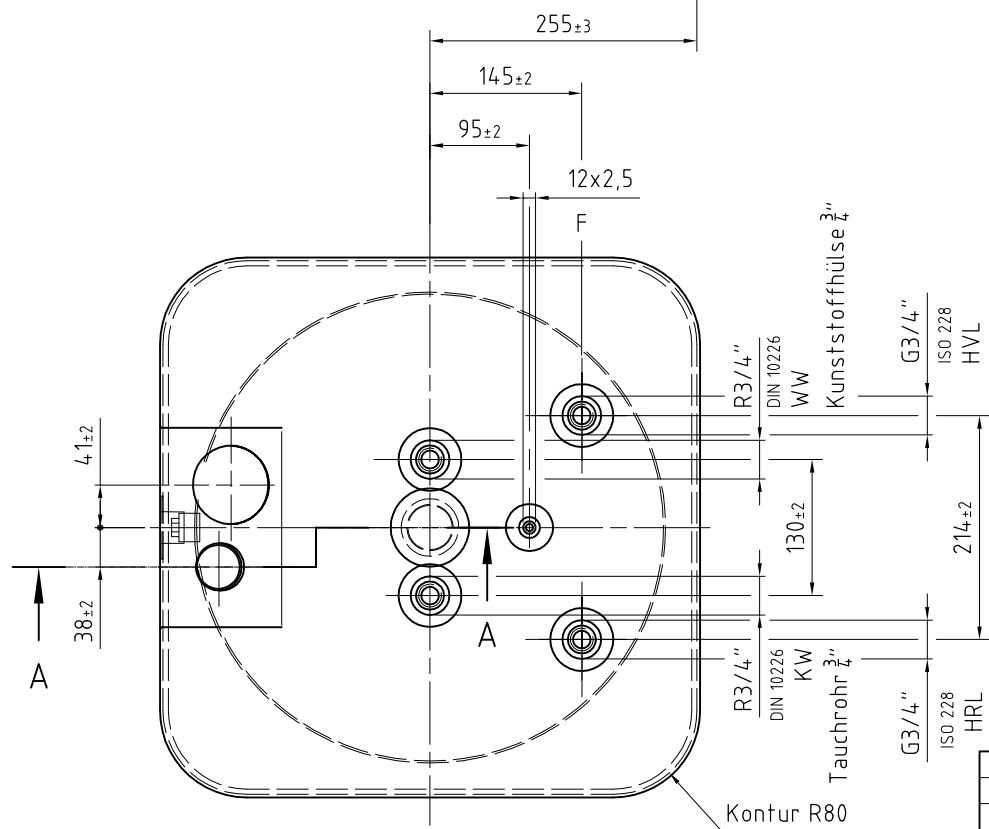 255±3
145±2
95±2
12x2,5
F
R3/4"
DIN 10226
WW
Kunststoffhülse 3/4"
G3/4"
ISO 228
HVL
41±2
38±2
130±2
214±2
A
A
R3/4"
DIN 10226
KW
Tauchrohr 3/4"
G3/4"
ISO 228
HRL
Kontur R80